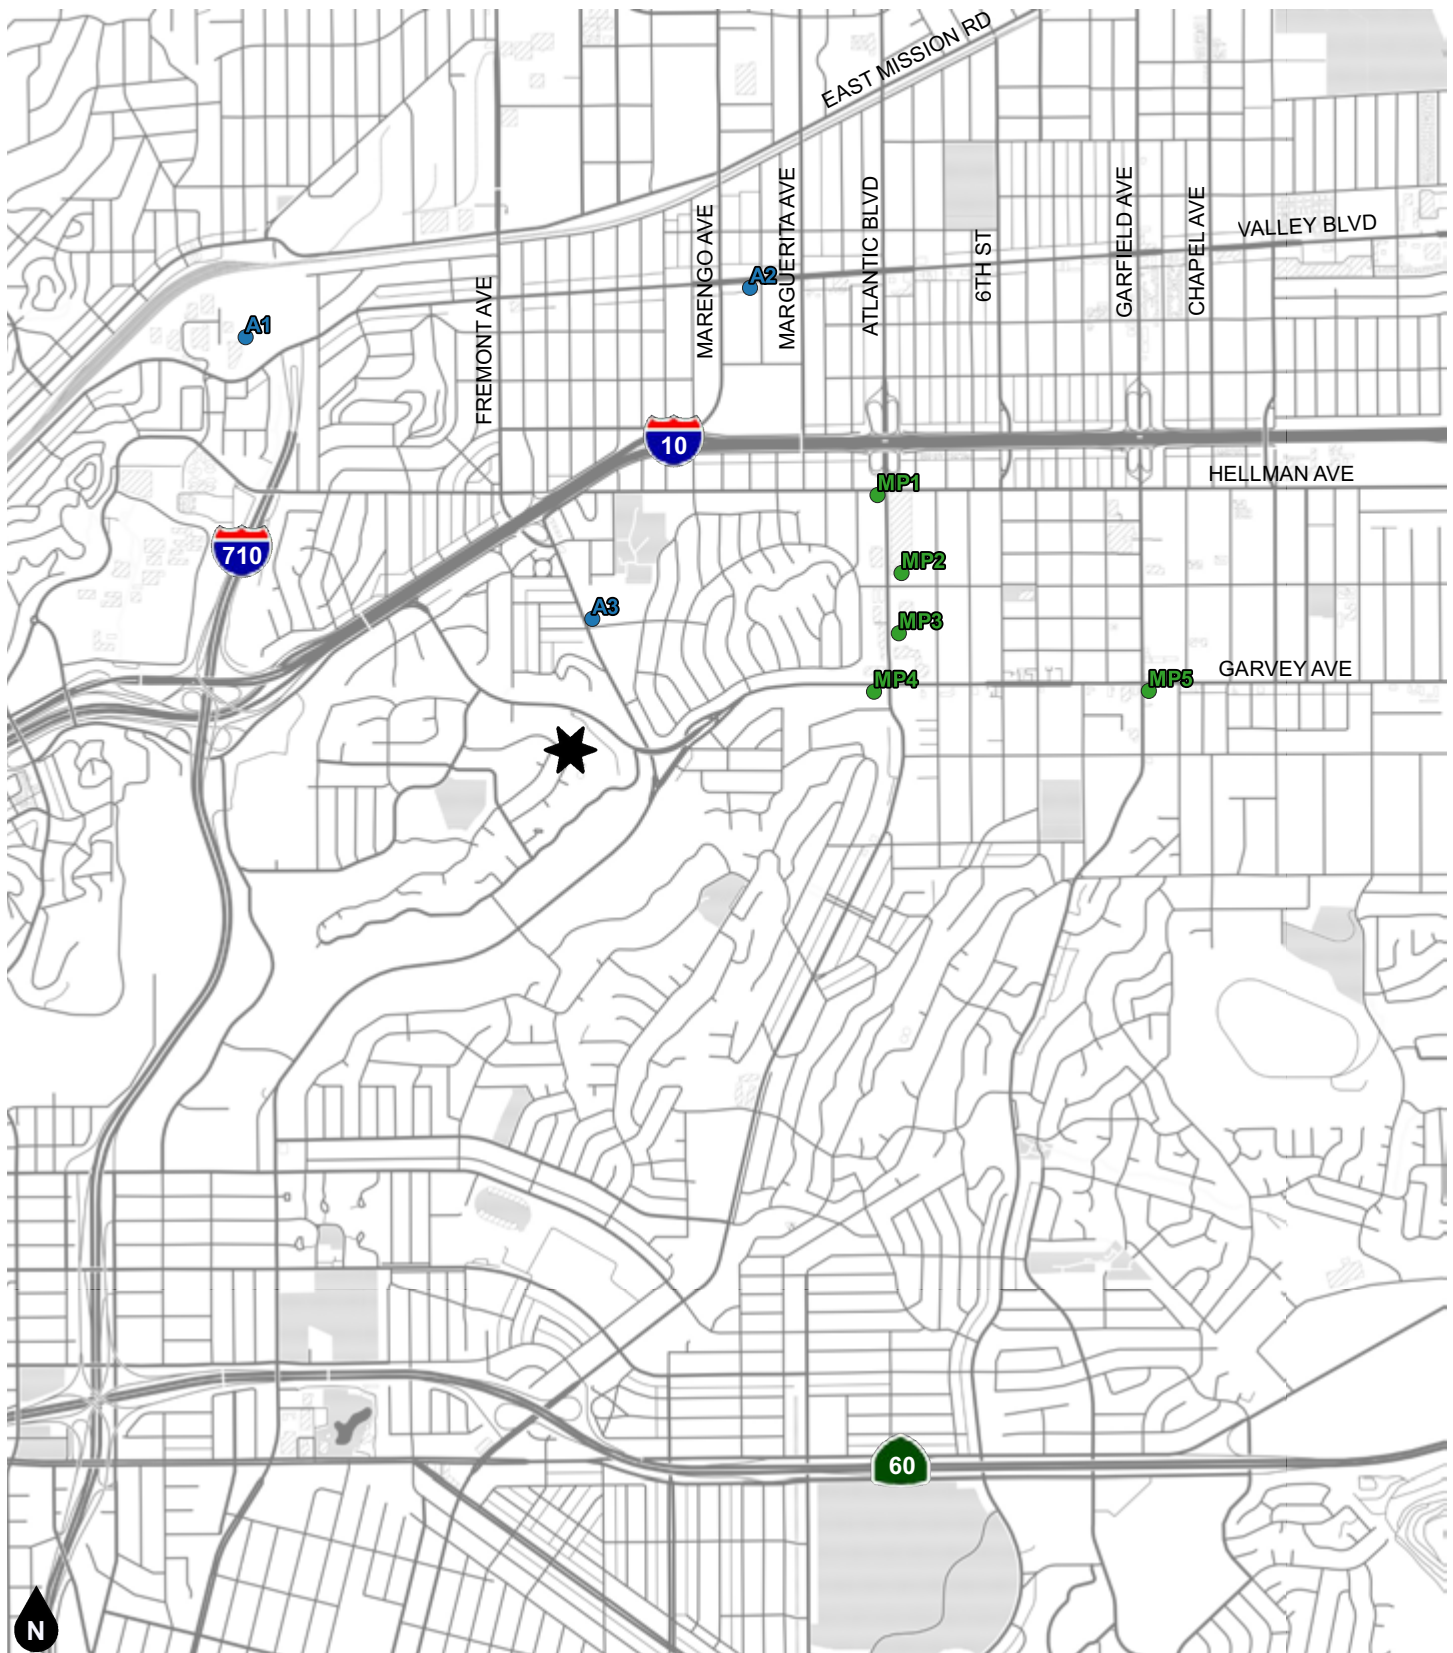 EAST MISSION RD
MARENGO AVE
MARGUERITA AVE
ATLANTIC BLVD
6TH ST
GARFIELD AVE
CHAPEL AVE
VALLEY BLVD
A2
A1
FREMONT AVE
10
HELLMAN AVE
MP1
710
MP2
A3
MP3
GARVEY AVE
MP4
MP5
60
N